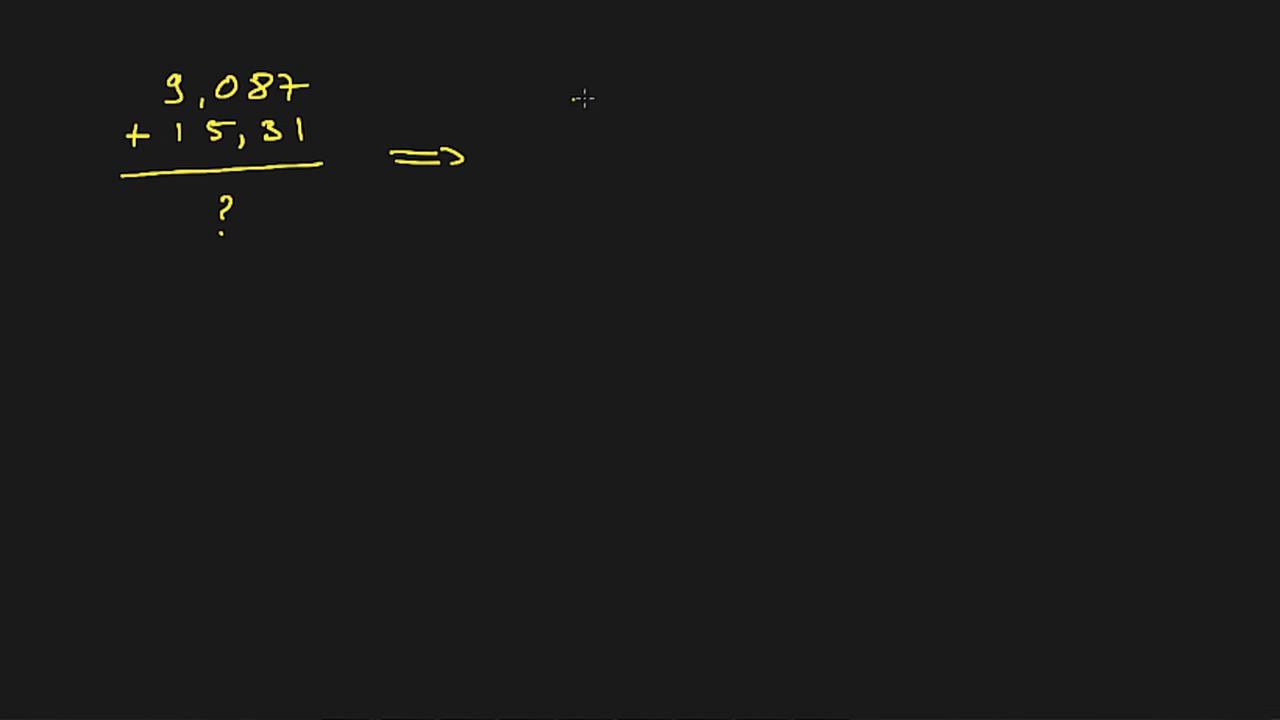 9,087
+ 15,31
?
⇒